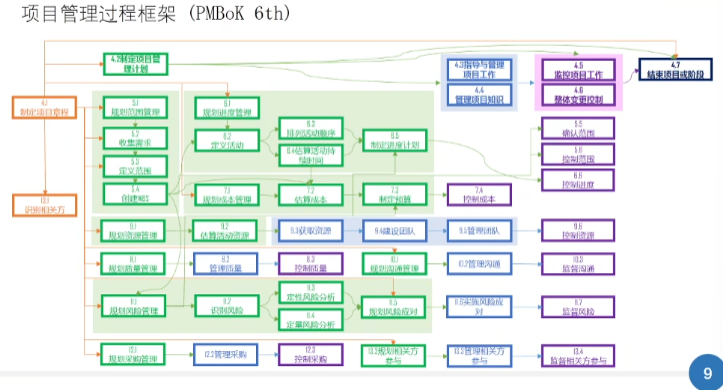 项目管理过程框架 (PMBoK 6th)
4.2制定项目管
理计划
4.3指导与管理
项目工作
4.4
管理项目知识
4.5
监控项目工作
4.6
整体变更控制
4.7
结束项目或阶段
4.1
制定项目章程
13.1
识别相关方
5.1
规划范围管理
5.2
收集需求
5.3
定义范围
5.4
创建WBS
6.1
规划进度管理
6.2
定义活动
6.3
排列活动顺序
6.4估算活动持
续时间
6.5
制定进度计划
5.5
确认范围
5.6
控制范围
6.6
控制进度
7.1
规划成本管理
7.2
估算成本
7.3
制定预算
7.4
控制成本
9.1
规划资源管理
9.2
估算活动资源
9.3获取资源
9.4建设团队
9.5管理团队
9.6
控制资源
8.1
规划质量管理
8.2
管理质量
8.3
控制质量
10.1
规划沟通管理
10.2管理沟通
10.3
监督沟通
11.1
规划风险管理
11.2
识别风险
11.3
定性风险分析
11.4
定量风险分析
11.5
规划风险应对
11.6实施风险应
对
11.7
监督风险
12.1
规划采购管理
12.2管理采购
12.3
控制采购
13.2规划相关方
参与
13.3管理相关方
参与
13.4
监督相关方参与
9